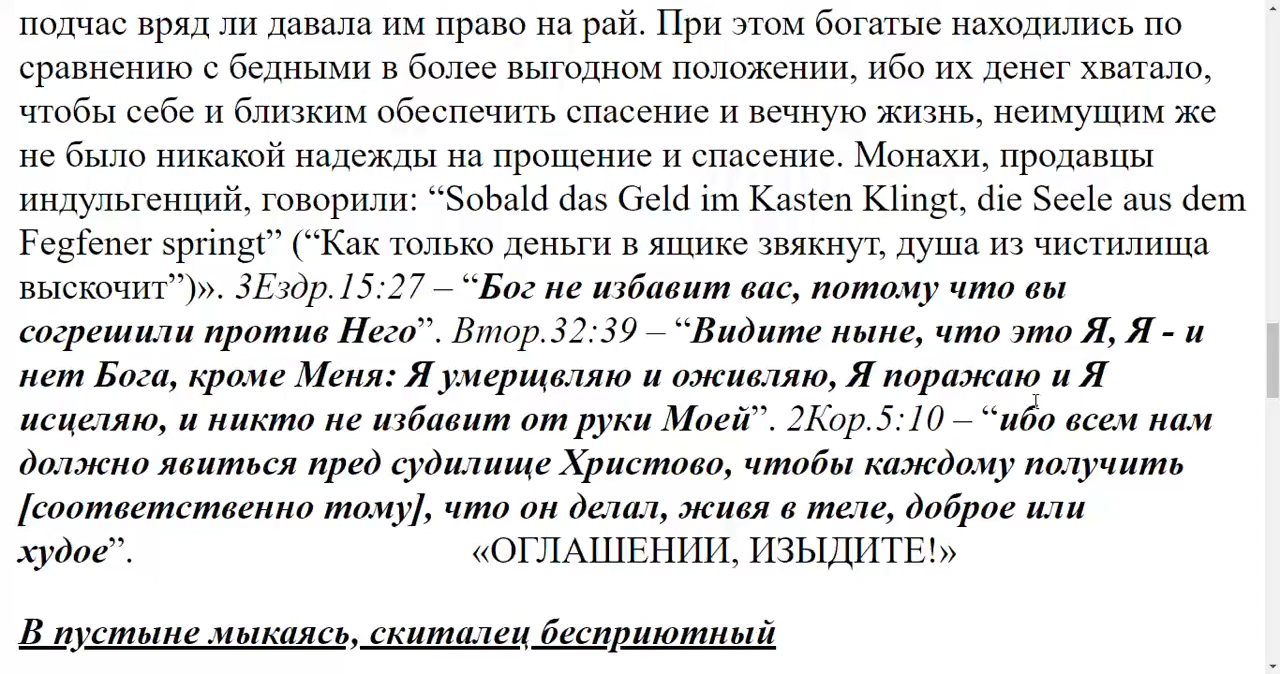 подчас вряд ли давала им право на рай. При этом богатые находились по
сравнению с бедными в более выгодном положении, ибо их денег хватало,
чтобы себе и близким обеспечить спасение и вечную жизнь, неимущим же
не было никакой надежды на прощение и спасение. Монахи, продавцы
индульгенций, говорили: “Sobald das Geld im Kasten Klingt, die Seele aus dem
Fegfener springt” (“Как только деньги в ящике звякнут, душа из чистилища
выскочит”)». 3Ездр.15:27 – “Бог не избавит вас, потому что вы
согрешили против Него”. Втор.32:39 – “Видите ныне, что это Я, Я - и
нет Бога, кроме Меня: Я умерщвляю и оживляю, Я поражаю и Я
исцеляю, и никто не избавит от руки Моей”. 2Кор.5:10 – “ибо всем нам
должно явиться пред судилище Христово, чтобы каждому получить
[соответственно тому], что он делал, живя в теле, доброе или
худое”. «ОГЛАШЕНИИ, ИЗЫДИТЕ!»
В пустыне мыкаясь, скиталец бесприютный